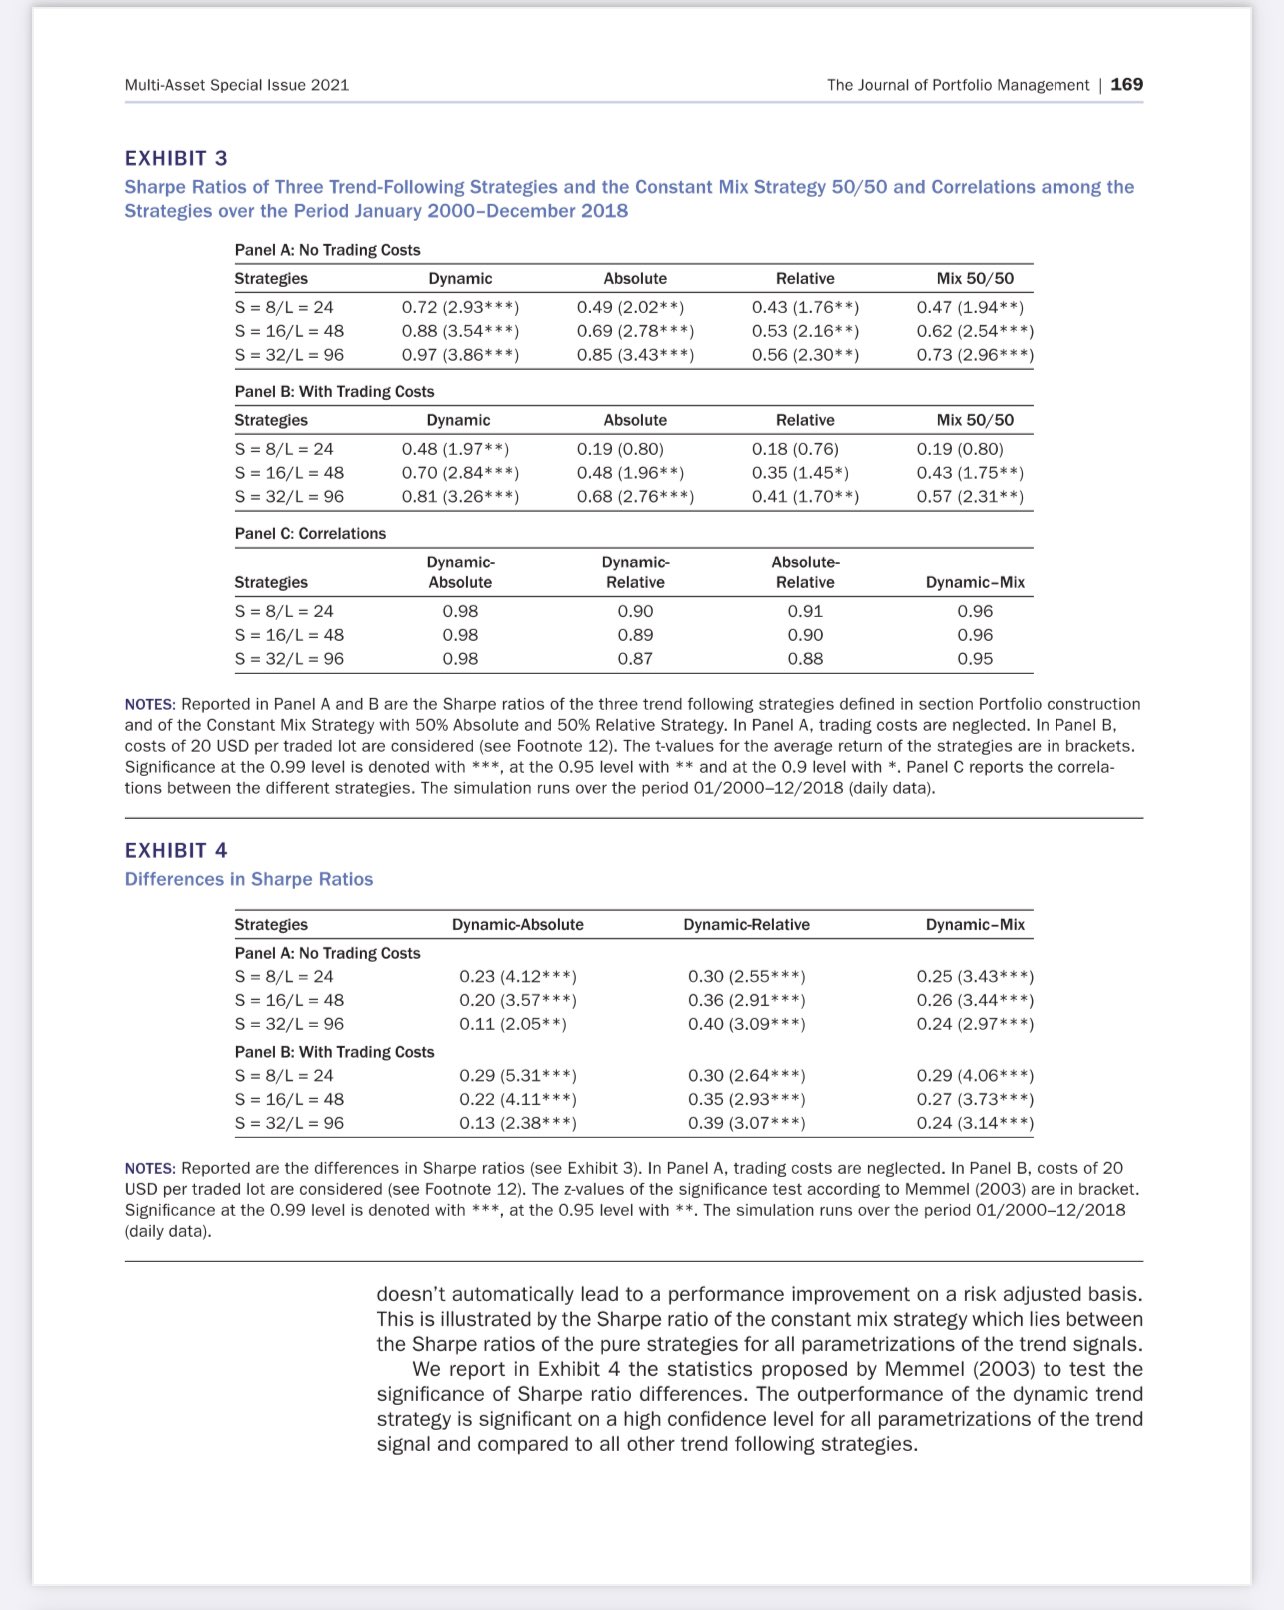 Multi-Asset Special Issue 2021 The Journal of Portfolio Management | 169
EXHIBIT 3
Sharpe Ratios of Three Trend-Following Strategies and the Constant Mix Strategy 50/50 and Correlations among the
Strategies over the Period January 2000–December 2018
Panel A: No Trading Costs
Strategies Dynamic Absolute Relative Mix 50/50
S = 8/L = 24 0.72 (2.93***) 0.49 (2.02**) 0.43 (1.76**) 0.47 (1.94**)
S = 16/L = 48 0.88 (3.54***) 0.69 (2.78***) 0.53 (2.16**) 0.62 (2.54***)
S = 32/L = 96 0.97 (3.86***) 0.85 (3.43***) 0.56 (2.30**) 0.73 (2.96***)
Panel B: With Trading Costs
Strategies Dynamic Absolute Relative Mix 50/50
S = 8/L = 24 0.48 (1.97**) 0.19 (0.80) 0.18 (0.76) 0.19 (0.80)
S = 16/L = 48 0.70 (2.84***) 0.48 (1.96**) 0.35 (1.45*) 0.43 (1.75**)
S = 32/L = 96 0.81 (3.26***) 0.68 (2.76***) 0.41 (1.70**) 0.57 (2.31**)
Panel C: Correlations
Dynamic- Dynamic- Absolute-
Strategies Absolute Relative Relative Dynamic–Mix
S = 8/L = 24 0.98 0.90 0.91 0.96
S = 16/L = 48 0.98 0.89 0.90 0.96
S = 32/L = 96 0.98 0.87 0.88 0.95
NOTES: Reported in Panel A and B are the Sharpe ratios of the three trend following strategies defined in section Portfolio construction
and of the Constant Mix Strategy with 50% Absolute and 50% Relative Strategy. In Panel A, trading costs are neglected. In Panel B,
costs of 20 USD per traded lot are considered (see Footnote 12). The t-values for the average return of the strategies are in brackets.
Significance at the 0.99 level is denoted with ***, at the 0.95 level with ** and at the 0.9 level with *. Panel C reports the correla-
tions between the different strategies. The simulation runs over the period 01/2000–12/2018 (daily data).
EXHIBIT 4
Differences in Sharpe Ratios
Strategies Dynamic-Absolute Dynamic-Relative Dynamic–Mix
Panel A: No Trading Costs
S = 8/L = 24 0.23 (4.12***) 0.30 (2.55***) 0.25 (3.43***)
S = 16/L = 48 0.20 (3.57***) 0.36 (2.91***) 0.26 (3.44***)
S = 32/L = 96 0.11 (2.05**) 0.40 (3.09***) 0.24 (2.97***)
Panel B: With Trading Costs
S = 8/L = 24 0.29 (5.31***) 0.30 (2.64***) 0.29 (4.06***)
S = 16/L = 48 0.22 (4.11***) 0.35 (2.93***) 0.27 (3.73***)
S = 32/L = 96 0.13 (2.38***) 0.39 (3.07***) 0.24 (3.14***)
NOTES: Reported are the differences in Sharpe ratios (see Exhibit 3). In Panel A, trading costs are neglected. In Panel B, costs of 20
USD per traded lot are considered (see Footnote 12). The z-values of the significance test according to Memmel (2003) are in bracket.
Significance at the 0.99 level is denoted with ***, at the 0.95 level with **. The simulation runs over the period 01/2000–12/2018
(daily data).
doesn't automatically lead to a performance improvement on a risk adjusted basis.
This is illustrated by the Sharpe ratio of the constant mix strategy which lies between
the Sharpe ratios of the pure strategies for all parametrizations of the trend signals.
We report in Exhibit 4 the statistics proposed by Memmel (2003) to test the
significance of Sharpe ratio differences. The outperformance of the dynamic trend
strategy is significant on a high confidence level for all parametrizations of the trend
signal and compared to all other trend following strategies.